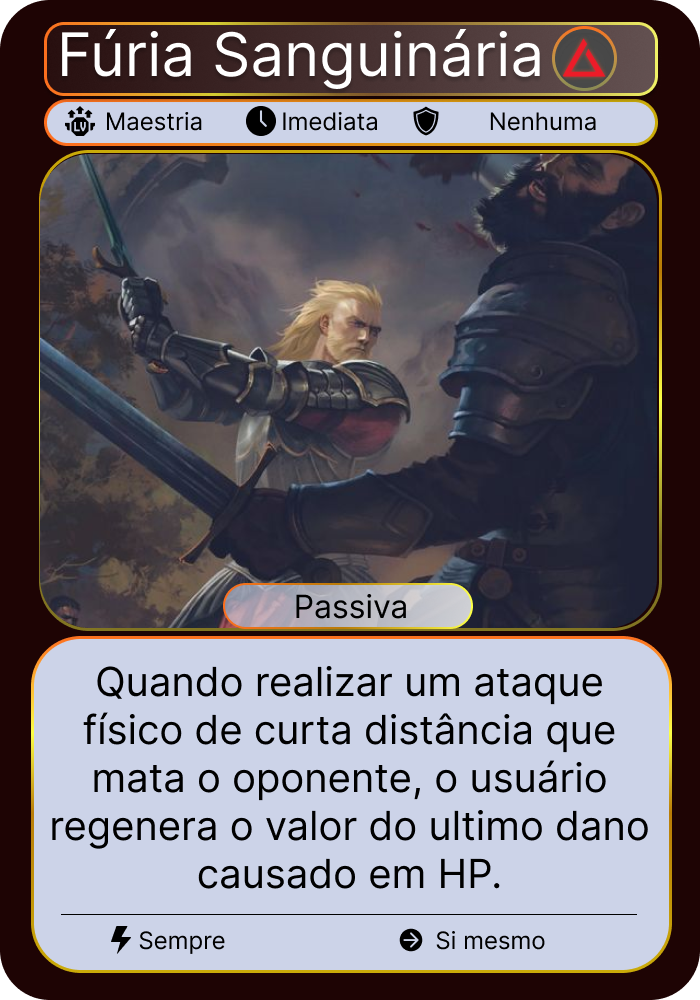 Fúria Sanguinária
LV Maestria Imediata Nenhuma
Passiva
Quando realizar um ataque
físico de curta distância que
mata o oponente, o usuário
regenera o valor do ultimo dano
causado em HP.
Sempre Si mesmo